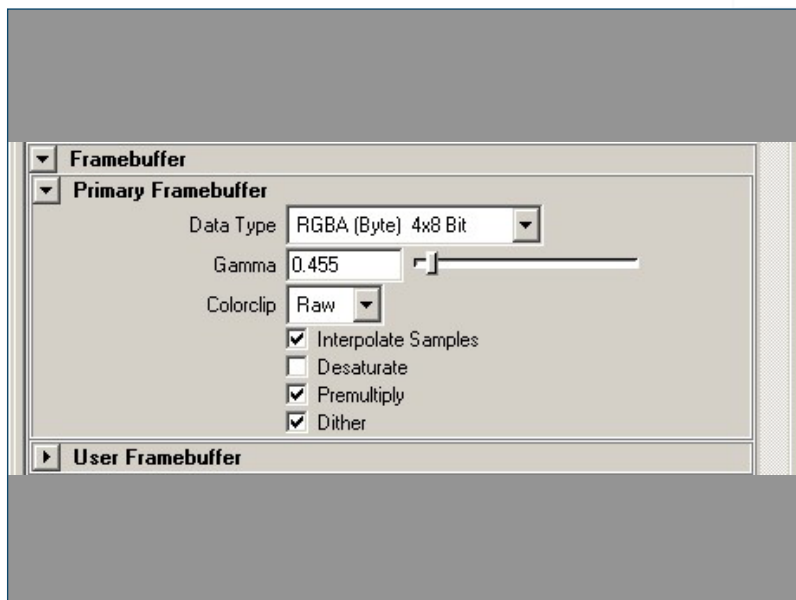 Framebuffer
Primary Framebuffer
Data Type RGBA (Byte) 4x8 Bit
Gamma 0.455
Colorclip Raw
Interpolate Samples
Desaturate
Premultiply
Dither
User Framebuffer